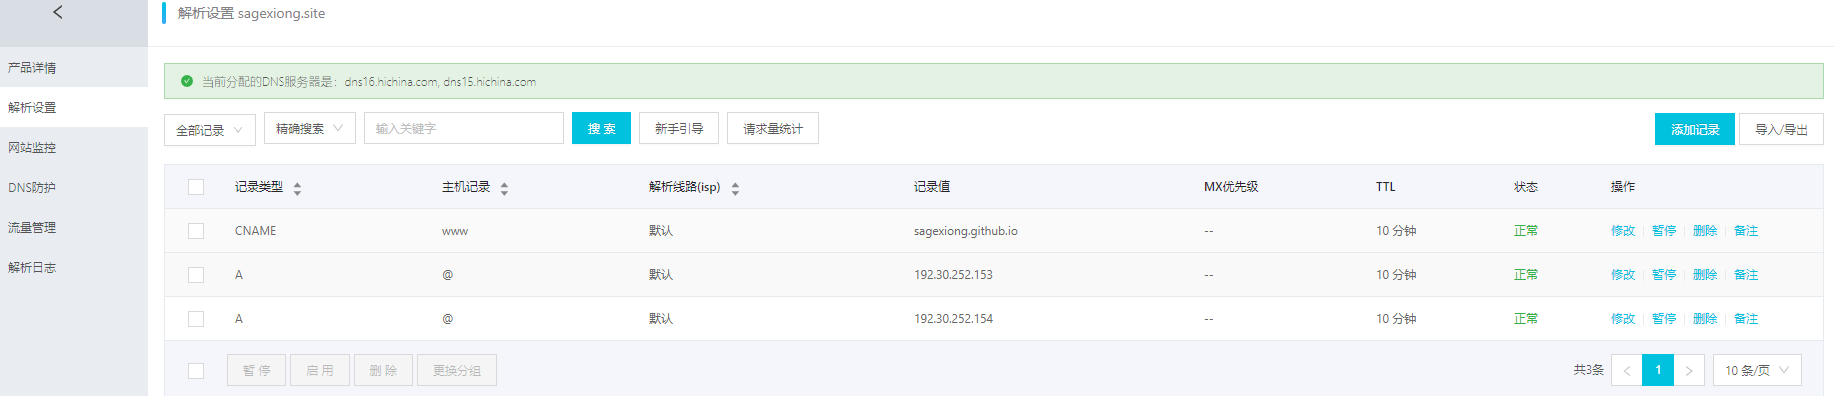 解析设置 sagexiong.site
产品详情
解析设置
网站监控
DNS防护
流量管理
解析日志
当前分配的DNS服务器是： dns16.hichina.com, dns15.hichina.com
全部记录 精确搜索 输入关键字 搜 索 新手引导 请求量统计 添加记录 导入/导出
记录类型 主机记录 解析线路(isp) 记录值 MX优先级 TTL 状态 操作
CNAME www 默认 sagexiong.github.io -- 10 分钟 正常 修改 暂停 删除 备注
A @ 默认 192.30.252.153 -- 10 分钟 正常 修改 暂停 删除 备注
A @ 默认 192.30.252.154 -- 10 分钟 正常 修改 暂停 删除 备注
暂 停 启 用 删 除 更换分组 共3条 1 10 条/页